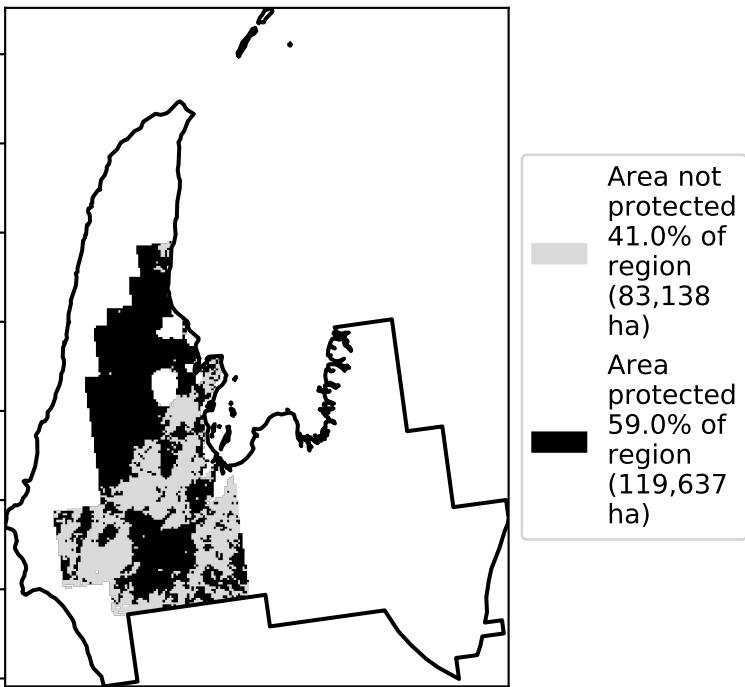 Area not
protected
41.0% of
region
(83,138
ha)
Area
protected
59.0% of
region
(119,637
ha)